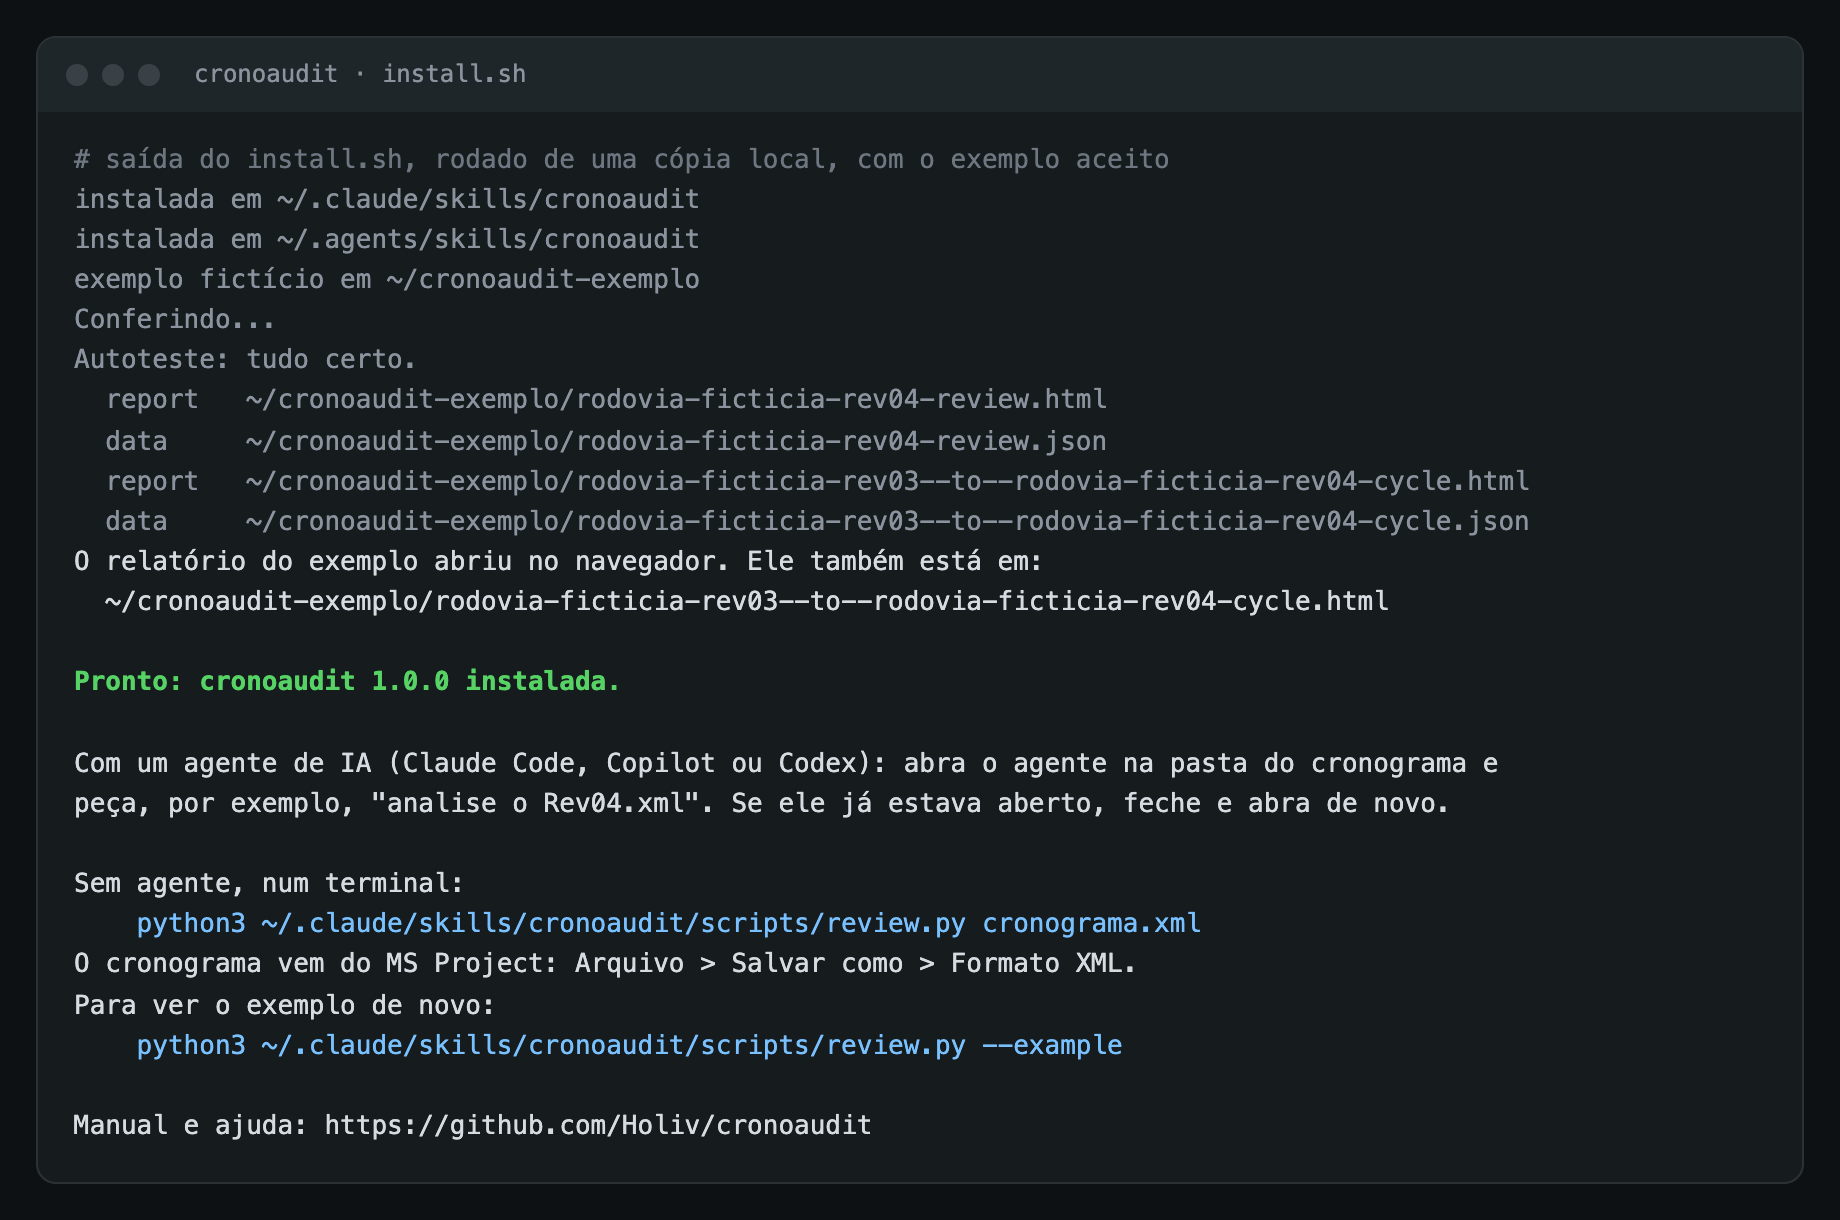 cronoaudit · install.sh
# saída do install.sh, rodado de uma cópia local, com o exemplo aceito
instalada em ~/.claude/skills/cronoaudit
instalada em ~/.agents/skills/cronoaudit
exemplo fictício em ~/cronoaudit-exemplo
Conferindo...
Autoteste: tudo certo.
  report   ~/cronoaudit-exemplo/rodovia-ficticia-rev04-review.html
  data     ~/cronoaudit-exemplo/rodovia-ficticia-rev04-review.json
  report   ~/cronoaudit-exemplo/rodovia-ficticia-rev03--to--rodovia-ficticia-rev04-cycle.html
  data     ~/cronoaudit-exemplo/rodovia-ficticia-rev03--to--rodovia-ficticia-rev04-cycle.json
O relatório do exemplo abriu no navegador. Ele também está em:
  ~/cronoaudit-exemplo/rodovia-ficticia-rev03--to--rodovia-ficticia-rev04-cycle.html
Pronto: cronoaudit 1.0.0 instalada.
Com um agente de IA (Claude Code, Copilot ou Codex): abra o agente na pasta do cronograma e
peça, por exemplo, "analise o Rev04.xml". Se ele já estava aberto, feche e abra de novo.
Sem agente, num terminal:
    python3 ~/.claude/skills/cronoaudit/scripts/review.py cronograma.xml
O cronograma vem do MS Project: Arquivo > Salvar como > Formato XML.
Para ver o exemplo de novo:
    python3 ~/.claude/skills/cronoaudit/scripts/review.py --example
Manual e ajuda: https://github.com/Holiv/cronoaudit